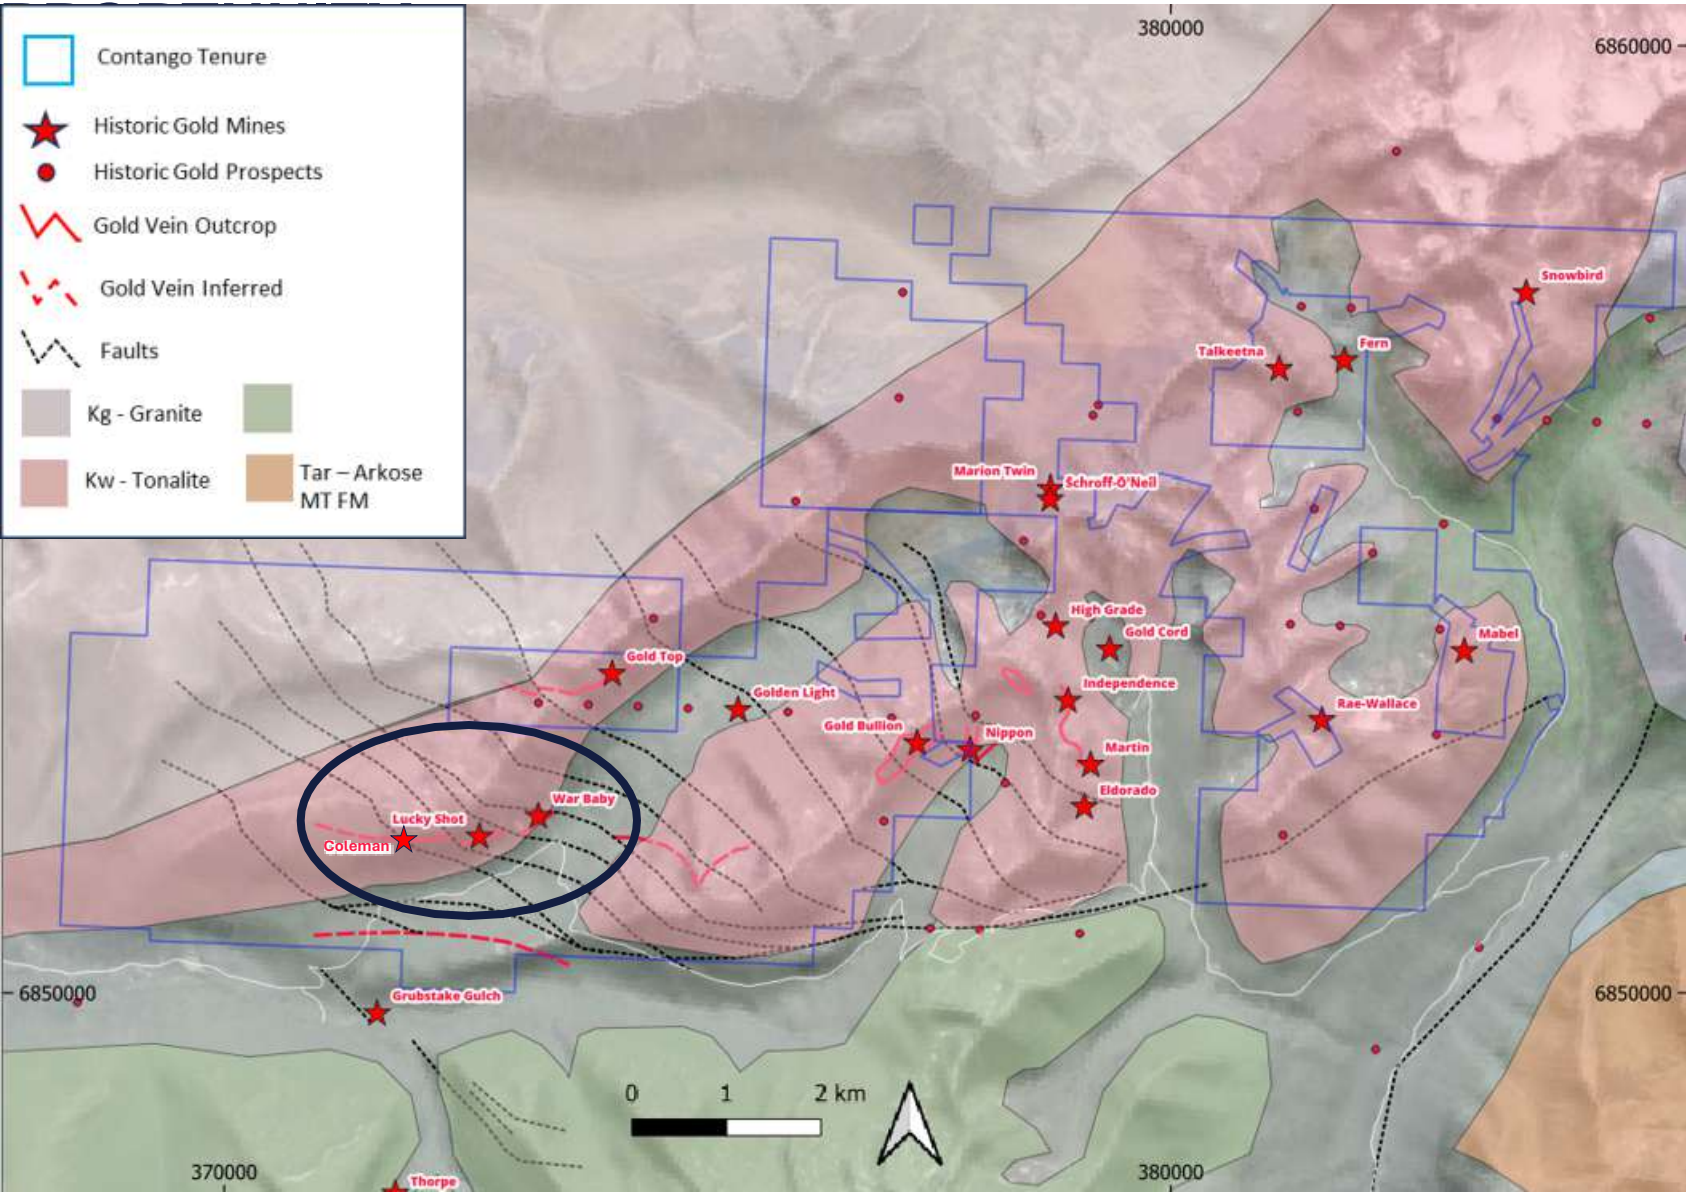 Contango Tenure
Historic Gold Mines
Historic Gold Prospects
Gold Vein Outcrop
Gold Vein Inferred
Faults
Kg - Granite
Kw - Tonalite
Tar – Arkose
MT FM
380000
6860000
Snowbird
Talkeetna
Fern
Marion Twin
Schroff-O'Neil
High Grade
Gold Cord
Mabel
Gold Top
Golden Light
Independence
Rae-Wallace
Gold Bullion
Nippon
Martin
Eldorado
War Baby
Lucky Shot
Coleman
6850000
6850000
Grubstake Gulch
0 1 2 km
370000
380000
Thorpe